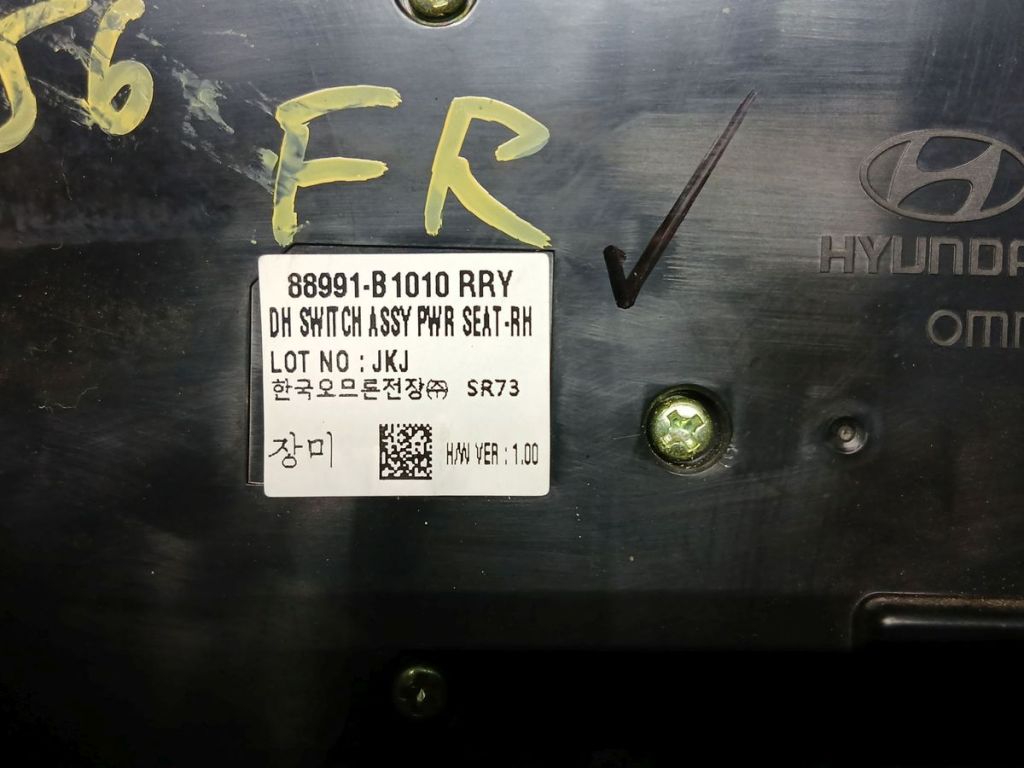 56
FR
HYUNDA
OMR
88991-B1010 RRY
DH SWITCH ASSY PWR SEAT-RH
LOT NO : JKJ
한국오므론전장㈜ SR73
장미
H/W VER : 1.00